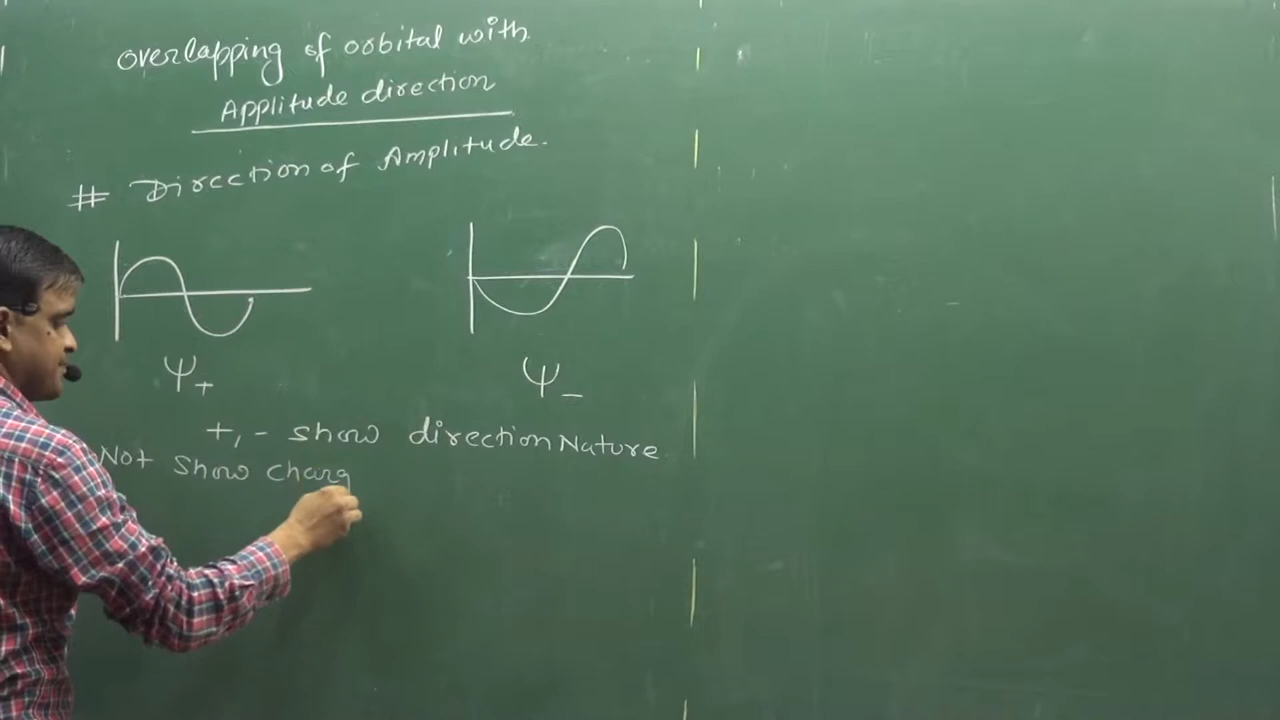 overlapping of orbital with
Applitude direction
# Direction of Amplitude.
Ψ+
Ψ-
+, - show direction Nature
Not show charg